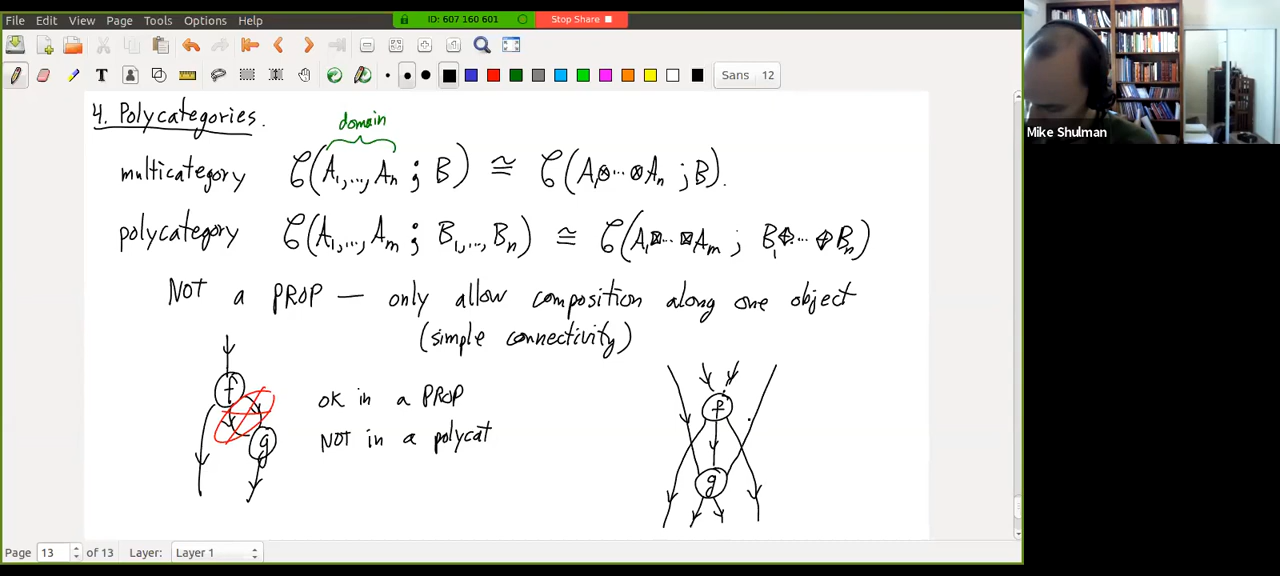 File Edit View Page Tools Options Help
ID: 607 160 601 Stop Share
Sans 12
4. Polycategories.
domain
multicategory C(A₁,..., Aₙ ; B) ≅ C(A₁⊗···⊗Aₙ ; B).
polycategory C(A₁,..., Aₘ ; B₁,..., Bₙ) ≅ C(A₁⊠···⊠Aₘ ; B₁⟠···⟠Bₙ)
NOT a PROP — only allow composition along one object
(simple connectivity)
f
g
ok in a PROP
NOT in a polycat
f
g
Mike Shulman
Page 13 of 13 Layer: Layer 1